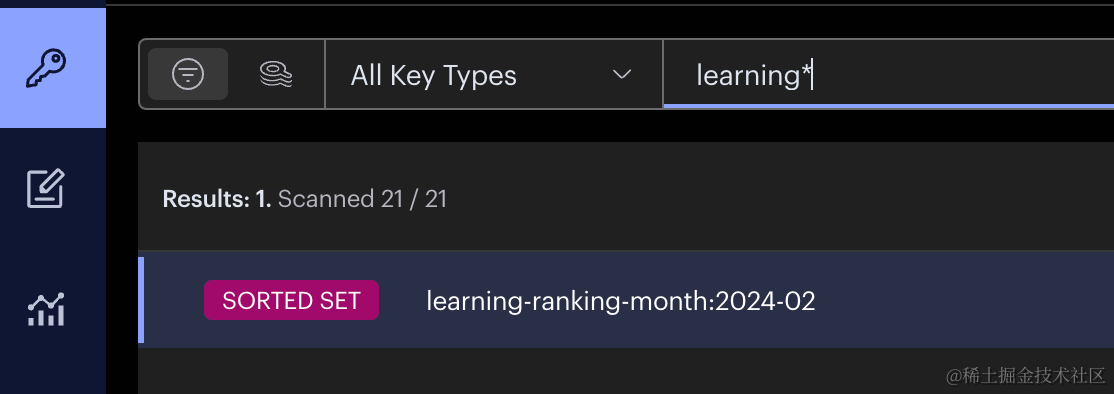 All Key Types
learning*
Results: 1. Scanned 21 / 21
SORTED SET learning-ranking-month:2024-02
@稀土掘金技术社区